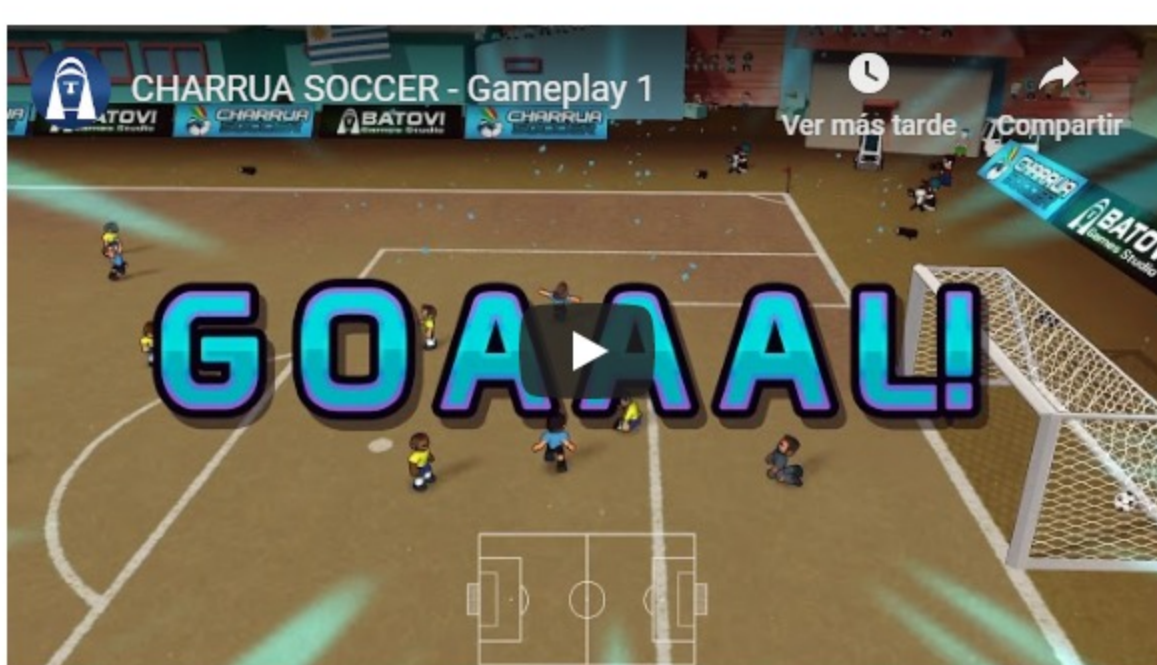 CHARRUA SOCCER - Gameplay 1
Ver más tarde
Compartir
BATOVI
Games Studio
CHARRUA
BATOVI
Games Studio
CHARRUA
CHARRUA
BATOVI
Games Studio
GOAAAL!